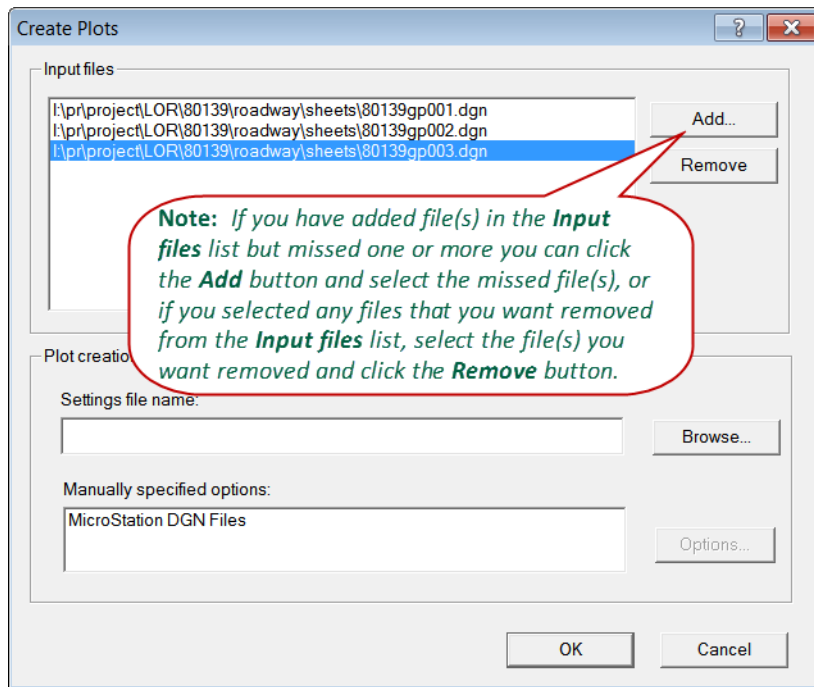 Create Plots
Input files
I:\pr\project\LOR\80139\roadway\sheets\80139gp001.dgn
I:\pr\project\LOR\80139\roadway\sheets\80139gp002.dgn
I:\pr\project\LOR\80139\roadway\sheets\80139gp003.dgn
Add...
Remove
Note: If you have added file(s) in the Input
files list but missed one or more you can click
the Add button and select the missed file(s), or
if you selected any files that you want removed
from the Input files list, select the file(s) you
want removed and click the Remove button.
Plot creation
Settings file name:
Browse...
Manually specified options:
MicroStation DGN Files
Options...
OK
Cancel